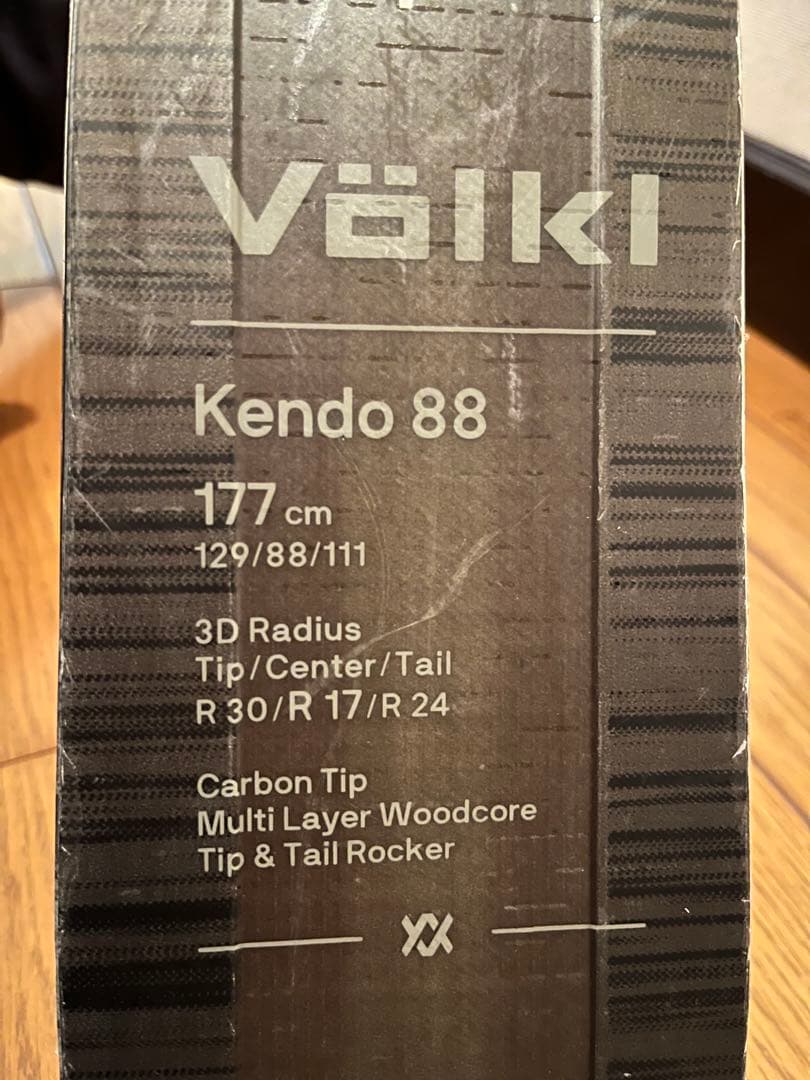 Völkl
Kendo 88
177 cm
129/88/111
3D Radius
Tip/Center/Tail
R 30/R 17/R 24
Carbon Tip
Multi Layer Woodcore
Tip & Tail Rocker